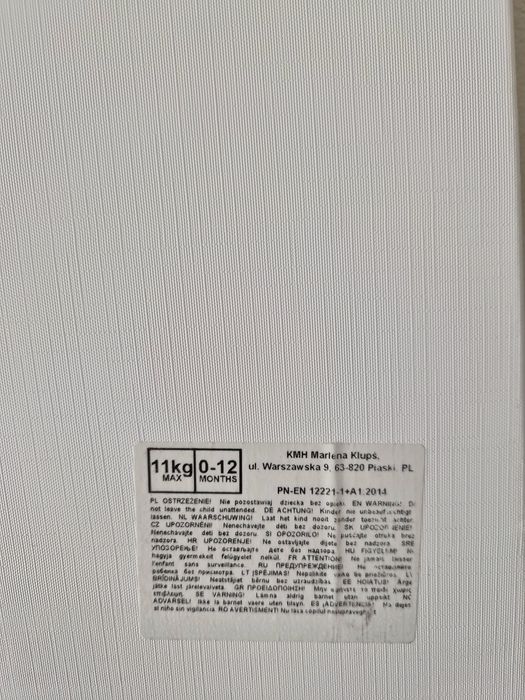 11kg MAX
0-12 MONTHS
KMH Marlena Klupś,
ul. Warszawska 9, 63-820 Piaski, PL
PN-EN 12221-1+A1:2014
PL OSTRZEŻENIE! Nie pozostawiaj dziecka bez opieki. EN WARNING! Do
not leave the child unattended. DE ACHTUNG! Kinder nie unbeaufsichtigt
lassen. NL WAARSCHUWING! Laat het kind nooit zonder toezicht achter.
CZ UPOZORNĚNÍ! Nenechávejte děti bez dozoru. SK UPOZORNENIE!
Nenechávajte deti bez dozoru. SI OPOZORILO! Ne puščajte otroka brez
nadzora. HR UPOZORENJE! Ne ostavljajte dijete bez nadzora. SRB
УПОЗОРЕЊЕ! Не остављајте дете без надзора. HU FIGYELEM! Ne
hagyja gyermekeit felügyelet nélkül. FR ATTENTION! Ne jamais laisser
l'enfant sans surveillance. RU ПРЕДУПРЕЖДЕНИЕ! Не оставляйте
ребенка без присмотра. LT ĮSPĖJIMAS! Nepalikite vaiko be priežiūros. LV
BRĪDINĀJUMS! Neatstājiet bērnu bez uzraudzības. EE HOIATUS! Ärge
jätke last järelevalveta. GR ΠΡΟΕΙΔΟΠΟΙΗΣΗ! Μην αφήνετε το παιδί χωρίς
επίβλεψη. SE VARNING! Lämna aldrig barnet utan uppsikt. NO
ADVARSEL! Ikke la barnet være uten tilsyn. ES ¡ADVERTENCIA! No dejes
al niño sin vigilancia. RO AVERTISMENT! Nu lăsa copilul nesupravegheat